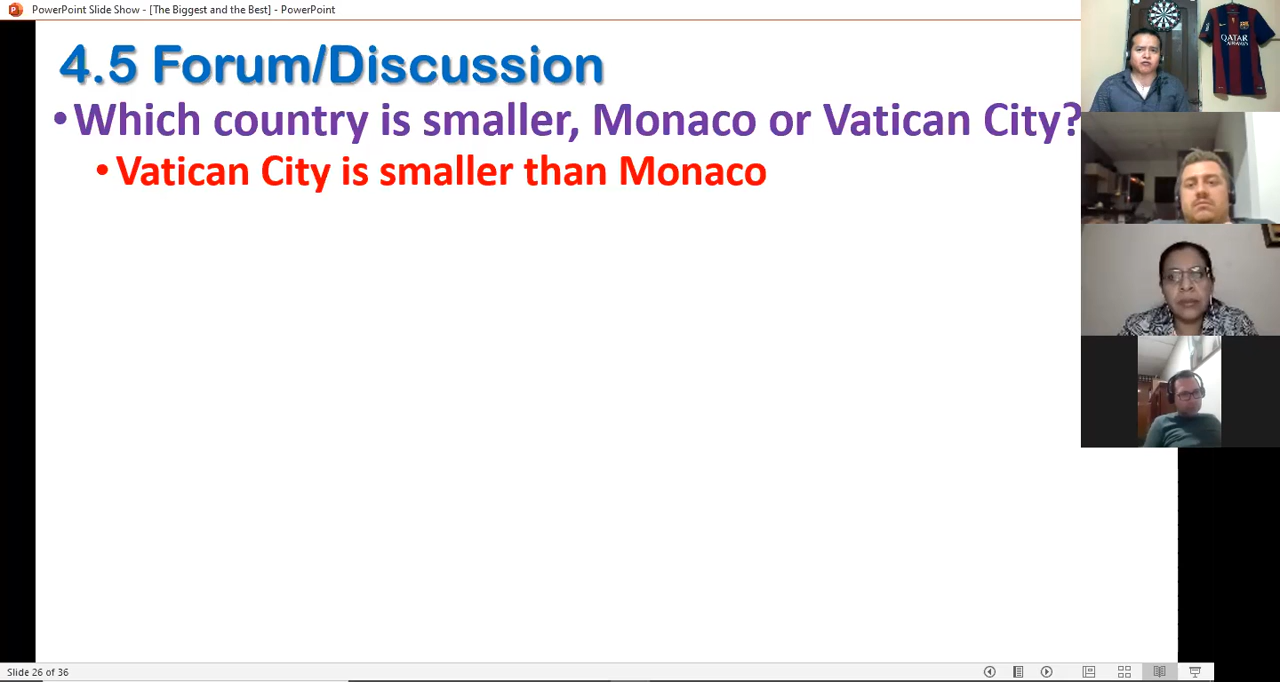 PowerPoint Slide Show - [The Biggest and the Best] - PowerPoint
4.5 Forum/Discussion
•Which country is smaller, Monaco or Vatican City?
•Vatican City is smaller than Monaco
QATAR
AIRWAYS
Slide 26 of 36